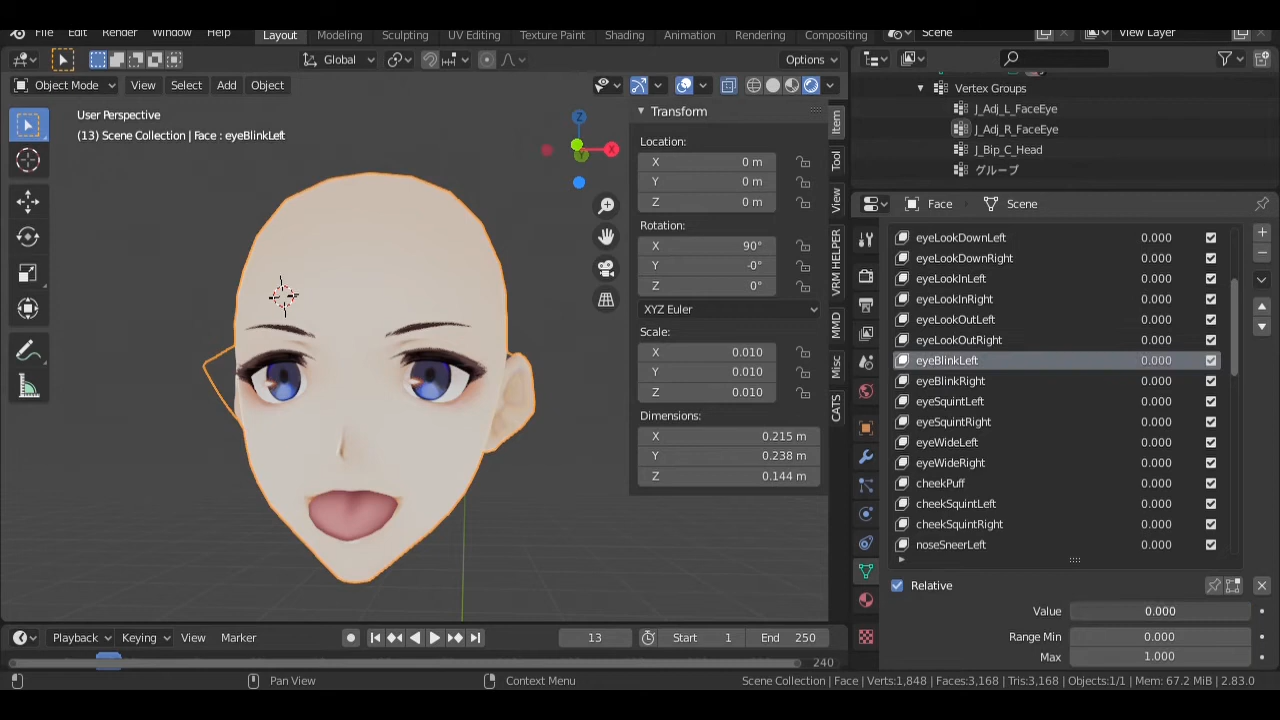 File Edit Render Window Help Layout Modeling Sculpting UV Editing Texture Paint Shading Animation Rendering Compositing Scene View Layer
Global Options
Object Mode View Select Add Object
User Perspective
(13) Scene Collection | Face : eyeBlinkLeft
Z
X
Y
Transform
Location:
X 0 m
Y 0 m
Z 0 m
Rotation:
X 90°
Y -0°
Z 0°
XYZ Euler
Scale:
X 0.010
Y 0.010
Z 0.010
Dimensions:
X 0.215 m
Y 0.238 m
Z 0.144 m
Item
Tool
View
VRM HELPER
MMD
Misc
CATS
Vertex Groups
J_Adj_L_FaceEye
J_Adj_R_FaceEye
J_Bip_C_Head
グループ
Face Scene
eyeLookDownLeft 0.000
eyeLookDownRight 0.000
eyeLookInLeft 0.000
eyeLookInRight 0.000
eyeLookOutLeft 0.000
eyeLookOutRight 0.000
eyeBlinkLeft 0.000
eyeBlinkRight 0.000
eyeSquintLeft 0.000
eyeSquintRight 0.000
eyeWideLeft 0.000
eyeWideRight 0.000
cheekPuff 0.000
cheekSquintLeft 0.000
cheekSquintRight 0.000
noseSneerLeft 0.000
Relative
Value 0.000
Range Min 0.000
Max 1.000
Playback Keying View Marker 13 Start 1 End 250
240
Pan View Context Menu Scene Collection | Face | Verts:1,848 | Faces:3,168 | Tris:3,168 | Objects:1/1 | Mem: 67.2 MiB | 2.83.0